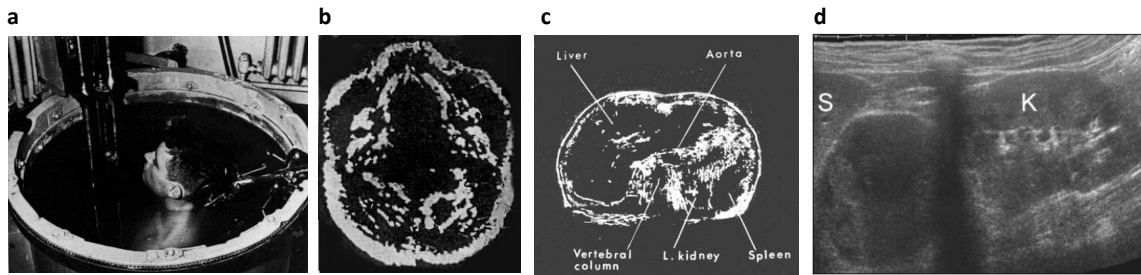 a
b
c
d
Liver
Aorta
Vertebral
column
L. kidney
Spleen
S
K